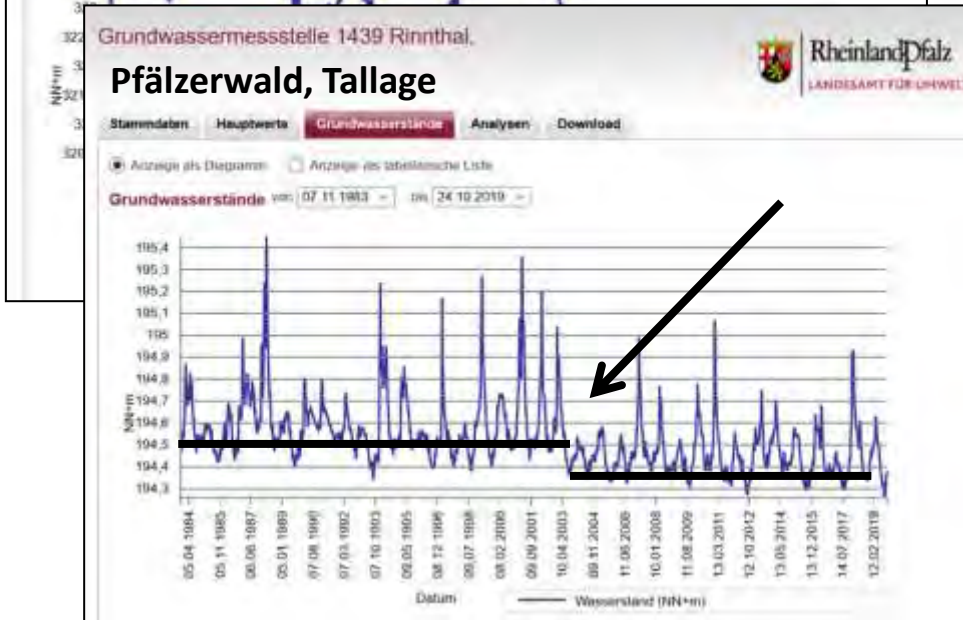 322
NN+m
321
320
Grundwassermessstelle 1439 Rinnthal,
RheinlandPfalz
LANDESAMT FÜR UMWELT
Pfälzerwald, Tallage
Stammdaten Hauptwerte Grundwasserstände Analysen Download
Anzeige als Diagramm Anzeige als tabellarische Liste
Grundwasserstände von 07.11.1983 bis 24.10.2019
195,4
195,3
195,2
195,1
195
194,9
194,8
194,7
194,6
194,5
194,4
194,3
NN+m
05.04.1984 05.11.1985 06.06.1987 05.01.1989 07.08.1990 07.03.1992 07.10.1993 09.05.1995 08.12.1996 09.07.1998 08.02.2000 09.09.2001 10.04.2003 09.11.2004 11.06.2006 10.01.2008 11.08.2009 13.03.2011 12.10.2012 13.05.2014 13.12.2015 14.07.2017 12.02.2019
Datum Wasserstand (NN+m)